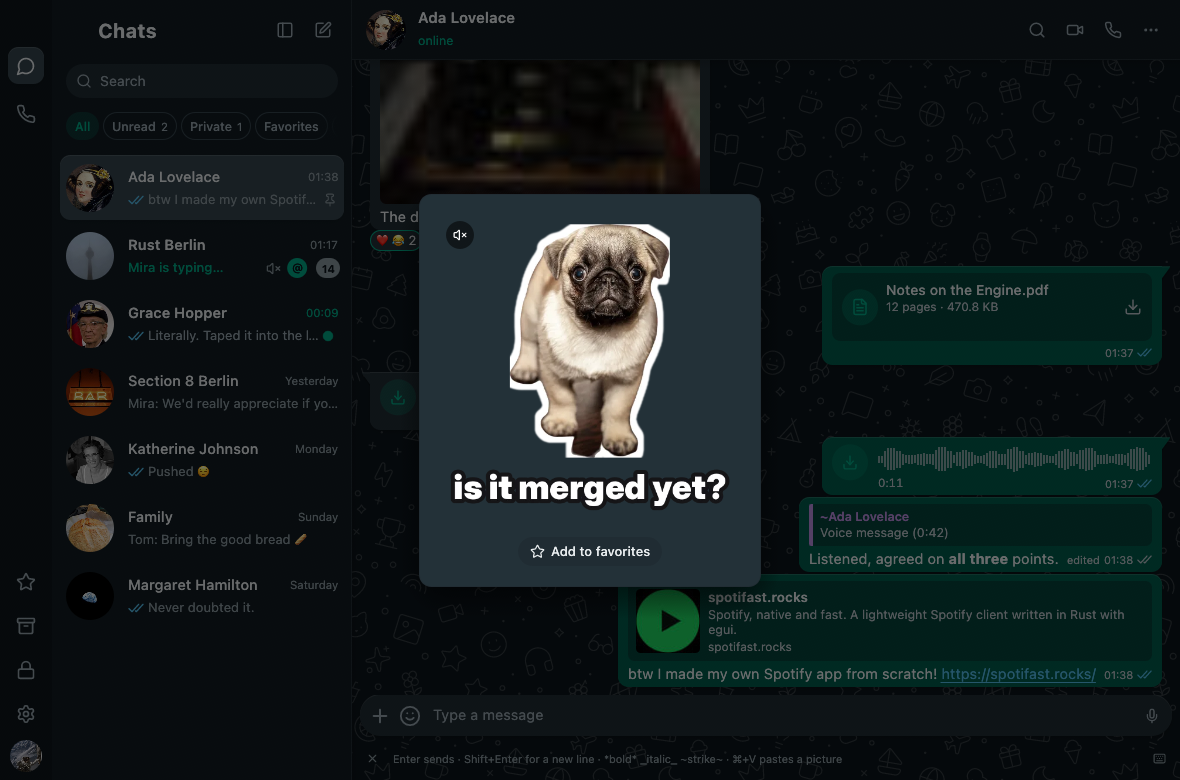 Chats
Search
All
Unread 2
Private 1
Favorites
Ada Lovelace
01:38
btw I made my own Spotif...
Rust Berlin
01:17
Mira is typing...
@
14
Grace Hopper
00:09
Literally. Taped it into the l...
Section 8 Berlin
Yesterday
BAR
Mira: We'd really appreciate if yo...
Katherine Johnson
Monday
Pushed 😌
Family
Sunday
Tom: Bring the good bread 🥖
Margaret Hamilton
Saturday
Never doubted it.
Ada Lovelace
online
The d
❤️ 😂 2
Notes on the Engine.pdf
12 pages · 470.8 KB
01:37
is it merged yet?
Add to favorites
0:11
01:37
~Ada Lovelace
Voice message (0:42)
Listened, agreed on all three points. edited 01:38
spotifast.rocks
Spotify, native and fast. A lightweight Spotify client written in Rust with
egui.
spotifast.rocks
btw I made my own Spotify app from scratch! https://spotifast.rocks/ 01:38
Type a message
Enter sends · Shift+Enter for a new line · *bold* _italic_ ~strike~ · ⌘+V pastes a picture